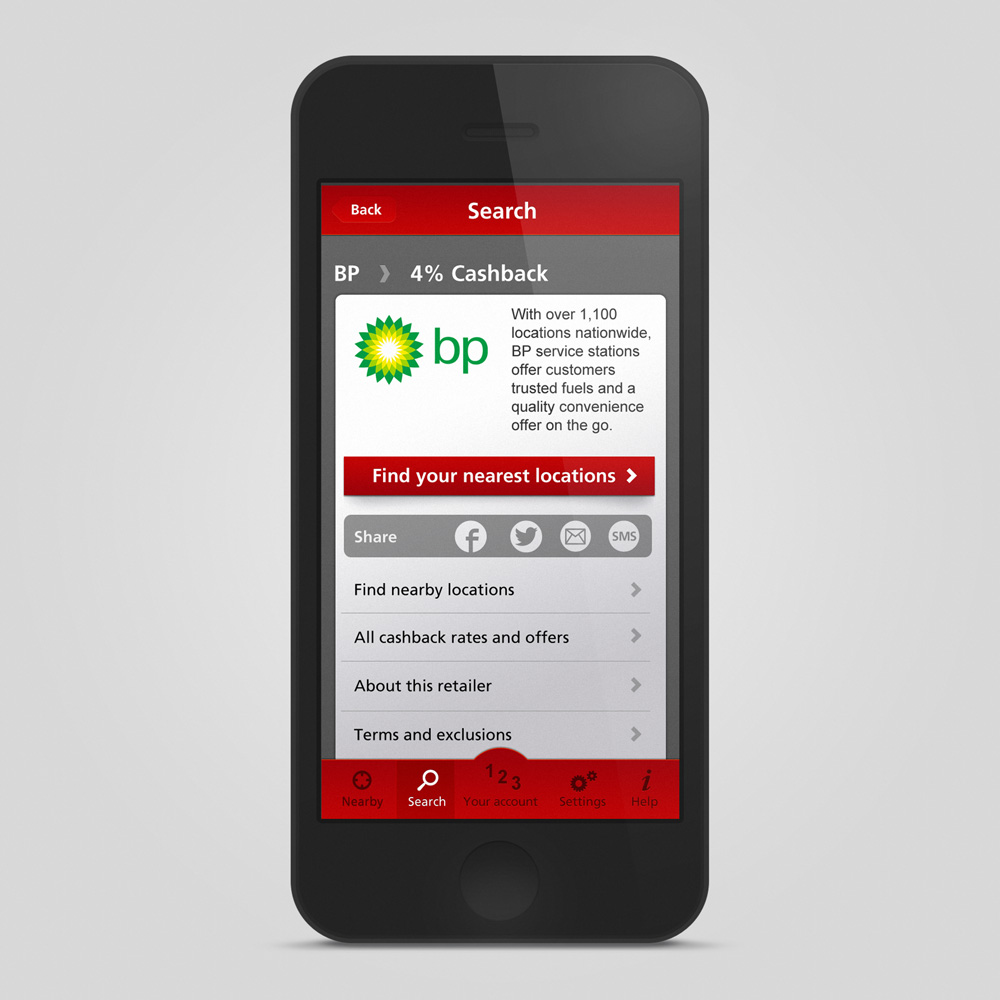 Back
Search
BP
4% Cashback
bp
With over 1,100
locations nationwide,
BP service stations
offer customers
trusted fuels and a
quality convenience
offer on the go.
Find your nearest locations
Share
SMS
Find nearby locations
All cashback rates and offers
About this retailer
Terms and exclusions
1 2 3
Nearby
Search
Your account
Settings
i
Help